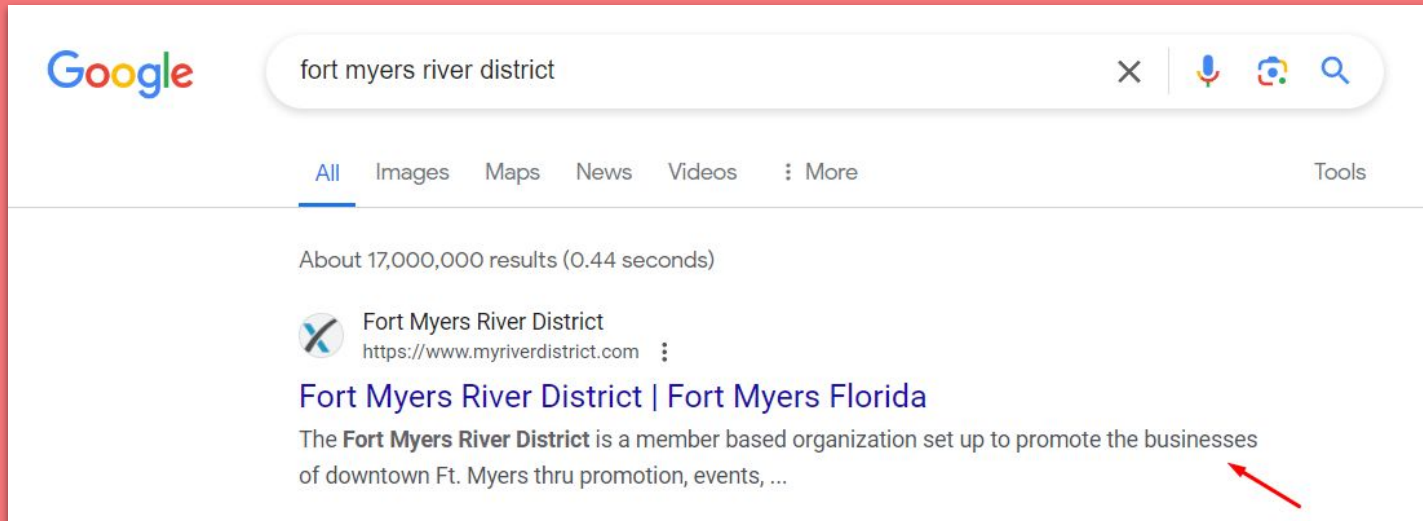 Google
fort myers river district
All Images Maps News Videos More Tools
About 17,000,000 results (0.44 seconds)
Fort Myers River District
https://www.myriverdistrict.com
Fort Myers River District | Fort Myers Florida
The Fort Myers River District is a member based organization set up to promote the businesses
of downtown Ft. Myers thru promotion, events, ...